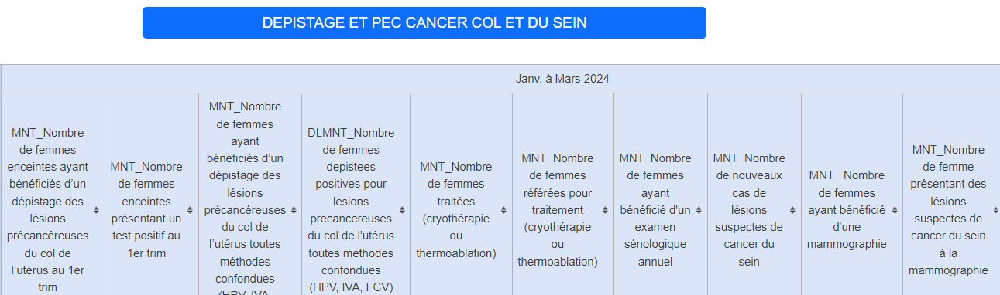 DEPISTAGE ET PEC CANCER COL ET DU SEIN
Janv. à Mars 2024
MNT_Nombre
de femmes
enceintes ayant
bénéficiés d’un
dépistage des
lésions
précancéreuses
du col de
l’utérus au 1er
trim
MNT_Nombre
de femmes
enceintes
présentant un
test positif au
1er trim
MNT_Nombre
de femmes
ayant
bénéficiés d’un
dépistage des
lésions
précancéreuses
du col de
l’utérus toutes
méthodes
confondues
(HPV, IVA,
DLMNT_Nombre
de femmes
depistees
positives pour
lesions
precancereuses
du col de l'utérus
toutes methodes
confondues
(HPV, IVA, FCV)
MNT_Nombre
de femmes
traitées
(cryothérapie
ou
thermoablation)
MNT_Nombre
de femmes
référées pour
traitement
(cryothérapie
ou
thermoablation)
MNT_Nombre
de femmes
ayant
bénéficié d'un
examen
sénologique
annuel
MNT_Nombre
de nouveaux
cas de
lésions
suspectes de
cancer du
sein
MNT_ Nombre
de femmes
ayant bénéficié
d'une
mammographie
MNT_Nombre
de femme
présentant des
lésions
suspectes de
cancer du sein
à la
mammographie